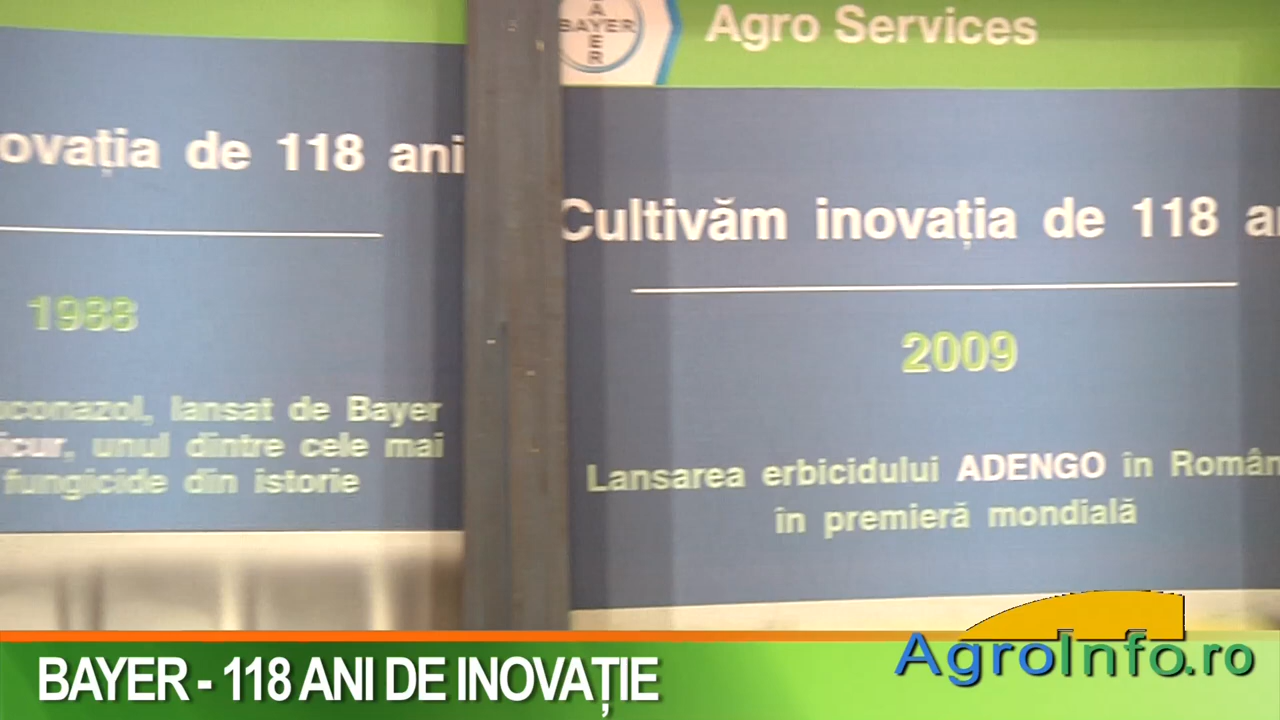 ovația de 118 ani
1988
oconazol, lansat de Bayer
icur, unul dintre cele mai
fungicide din istorie
BAYER
BAYER
Agro Services
Cultivăm inovația de 118 a
2009
Lansarea erbicidului ADENGO în Român
în premieră mondială
BAYER - 118 ANI DE INOVAȚIE
AgroInfo.ro